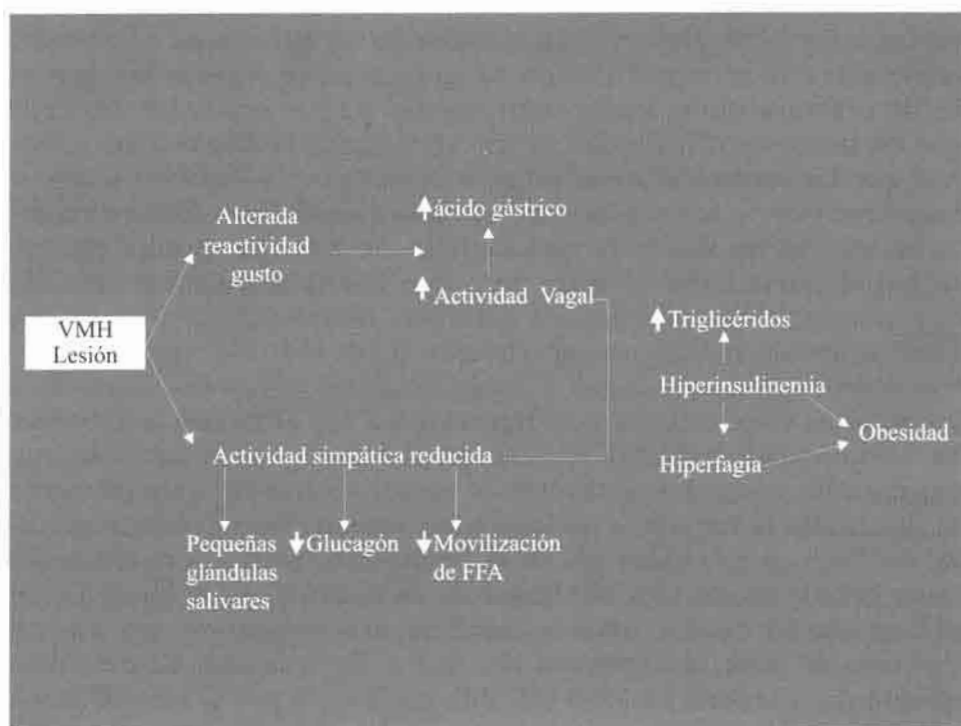 Alterada
reactividad
gusto
ácido gástrico
Actividad Vagal
VMH
Lesión
Triglicéridos
Hiperinsulinemia
Obesidad
Hiperfagia
Actividad simpática reducida
Pequeñas
glándulas
salivares
Glucagón
Movilización
de FFA